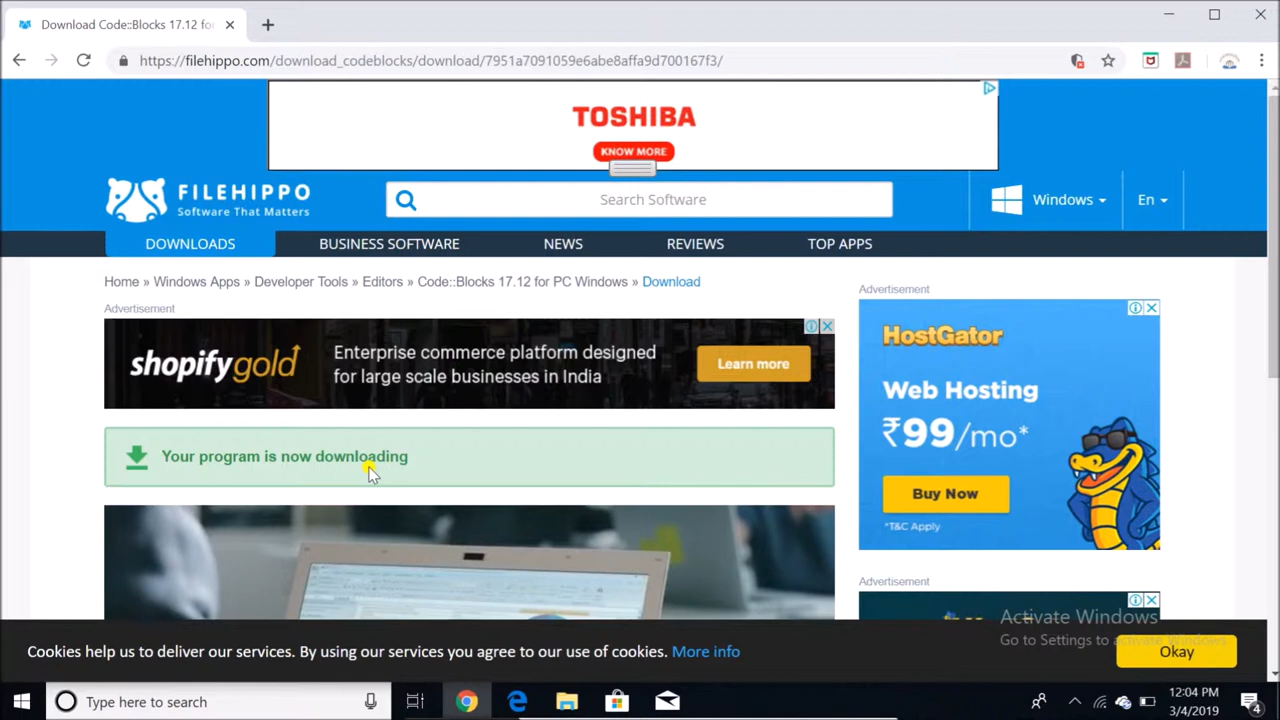 Download Code::Blocks 17.12 for
https://filehippo.com/download_codeblocks/download/7951a7091059e6abe8affa9d700167f3/
TOSHIBA
KNOW MORE
FILEHIPPO
Software That Matters
Search Software
Windows
En
DOWNLOADS
BUSINESS SOFTWARE
NEWS
REVIEWS
TOP APPS
Home » Windows Apps » Developer Tools » Editors » Code::Blocks 17.12 for PC Windows » Download
Advertisement
Advertisement
shopifygold
Enterprise commerce platform designed
for large scale businesses in India
Learn more
HostGator
Web Hosting
₹99/mo*
Buy Now
*T&C Apply
Your program is now downloading
Advertisement
Activate Windows
Go to Settings to activate Windows.
Cookies help us to deliver our services. By using our services you agree to our use of cookies. More info
Okay
Type here to search
12:04 PM
3/4/2019
4